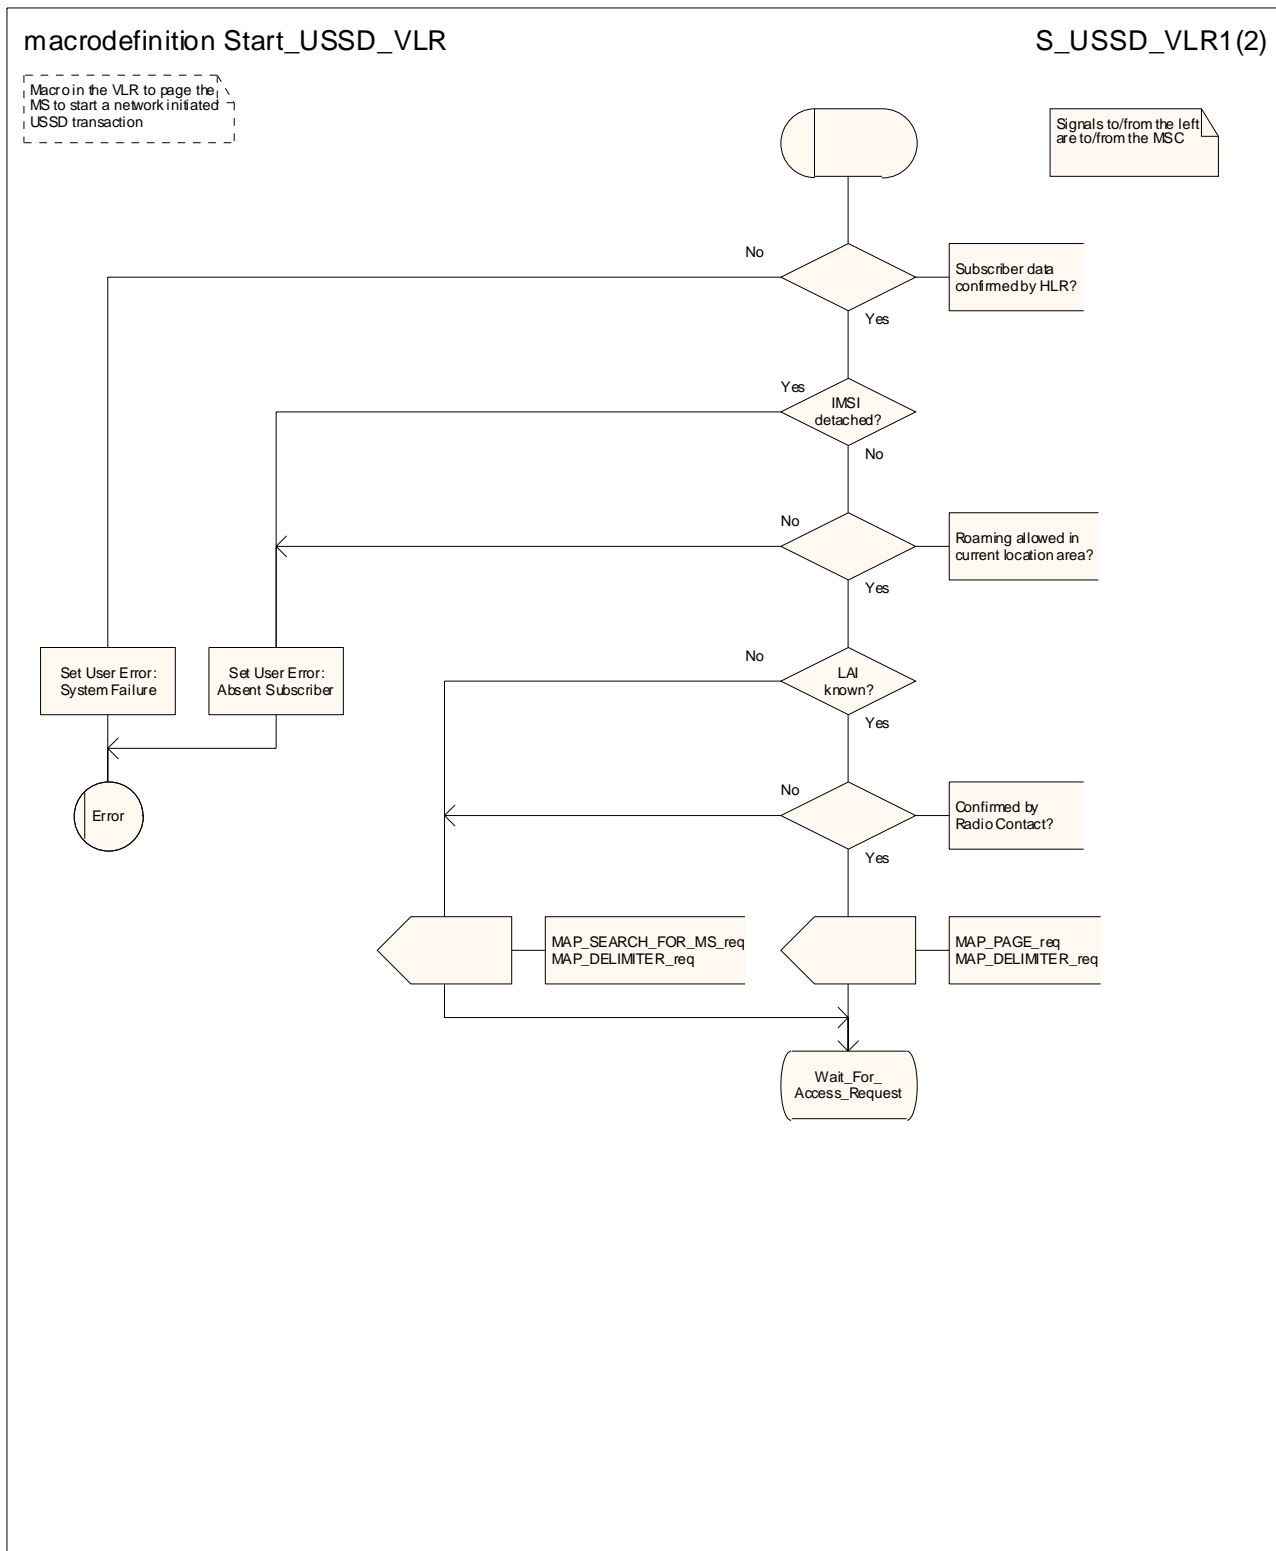 macrodefinition Start_USSD_VLR
S_USSD_VLR1(2)
Macro in the VLR to page the
MS to start a network initiated
USSD transaction
Signals to/from the left
are to/from the MSC
No
Subscriber data
confirmed by HLR?
Yes
Yes
IMSI
detached?
No
No
Roaming allowed in
current location area?
Yes
Set User Error:
System Failure
Set User Error:
Absent Subscriber
No
LAI
known?
Yes
No
Confirmed by
Radio Contact?
Error
Yes
MAP_SEARCH_FOR_MS_req
MAP_DELIMITER_req
MAP_PAGE_req
MAP_DELIMITER_req
Wait_For_
Access_Request